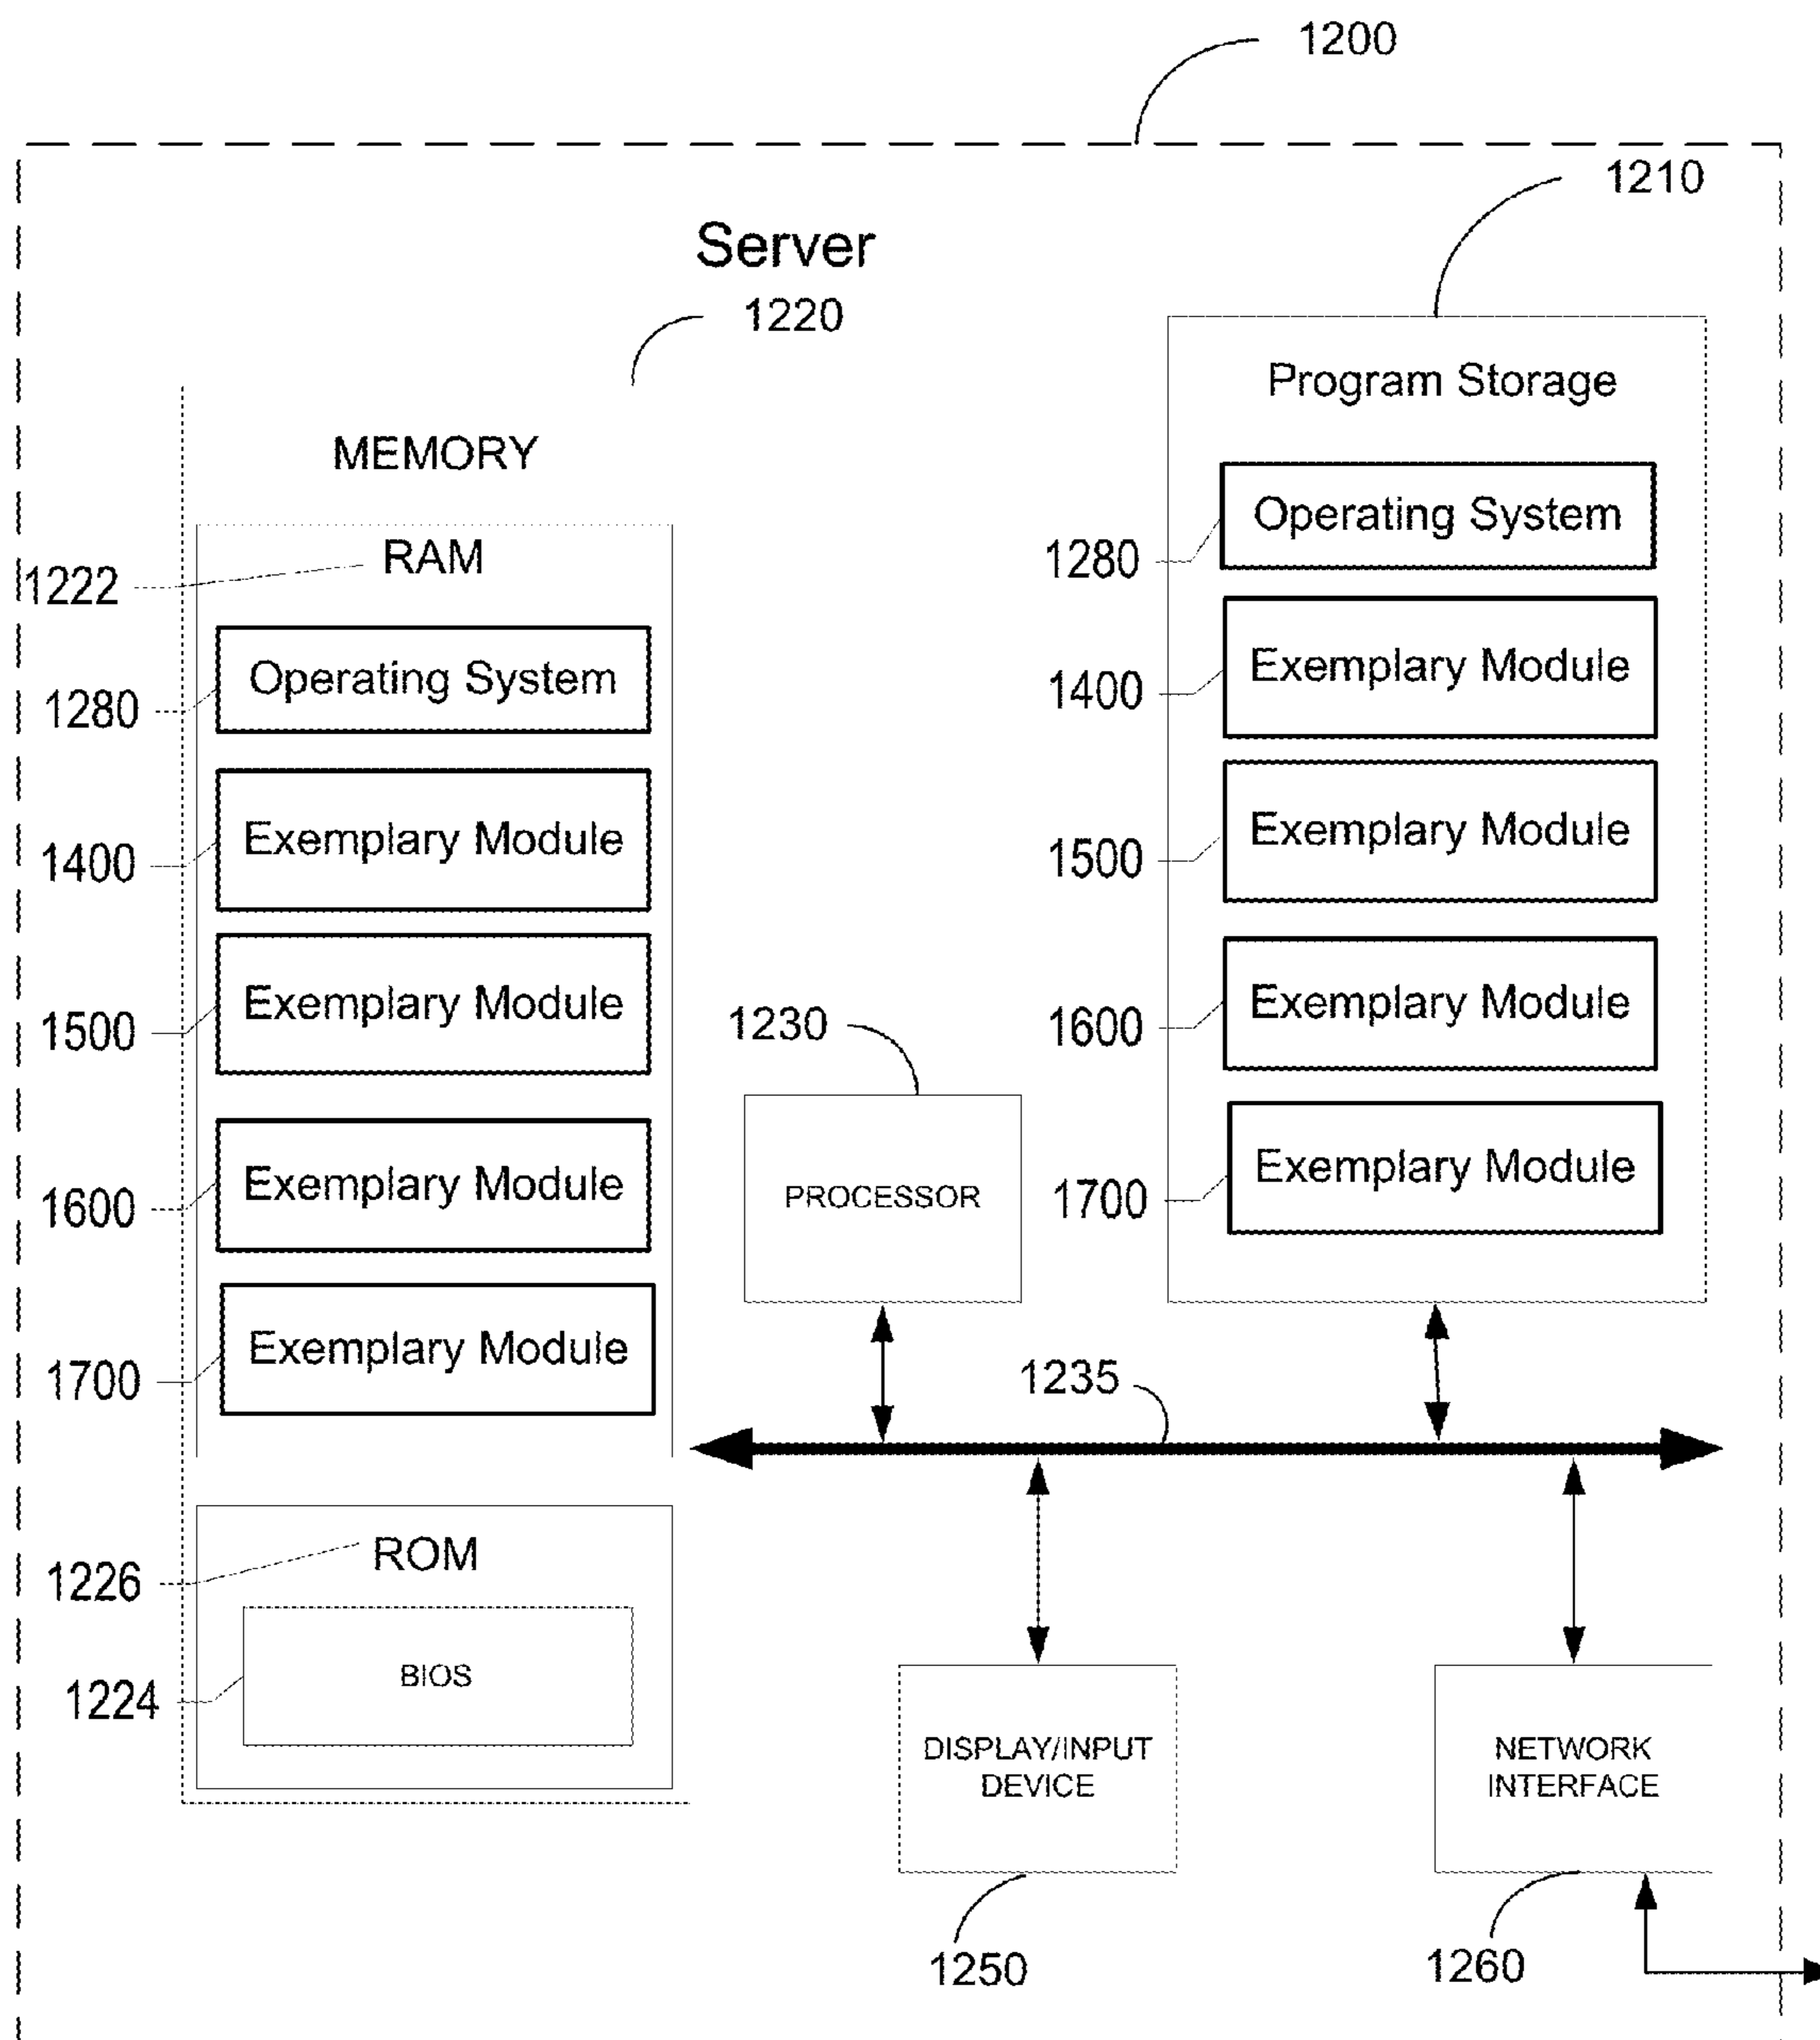 1200
1210
Server
1220
Program Storage
MEMORY
Operating System
1280
RAM
1222
Exemplary Module
1400
Operating System
1280
Exemplary Module
1500
Exemplary Module
1400
Exemplary Module
1600
Exemplary Module
1500
1230
Exemplary Module
1700
Exemplary Module
1600
PROCESSOR
Exemplary Module
1700
1235
ROM
1226
BIOS
1224
DISPLAY/INPUT
DEVICE
NETWORK
INTERFACE
1250
1260